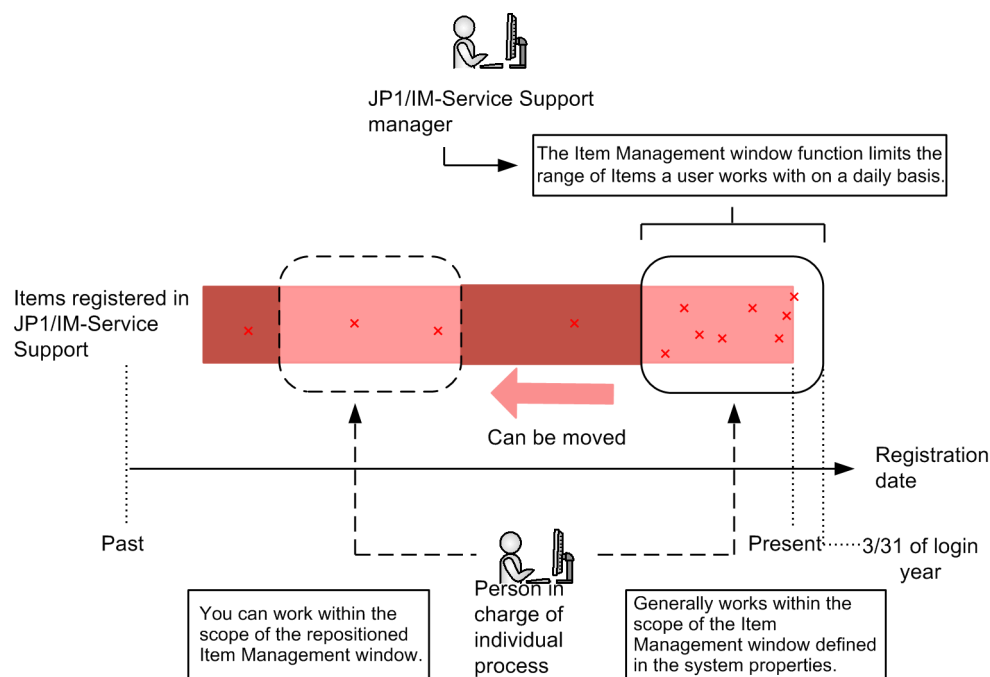 JP1/IM-Service Support
manager
The Item Management window function limits the
range of Items a user works with on a daily basis.
Items registered in
JP1/IM-Service
Support
Can be moved
Registration
date
Past
Present
3/31 of login
year
Person in
charge of
individual
process
You can work within the
scope of the repositioned
Item Management window.
Generally works within the
scope of the Item
Management window defined
in the system properties.